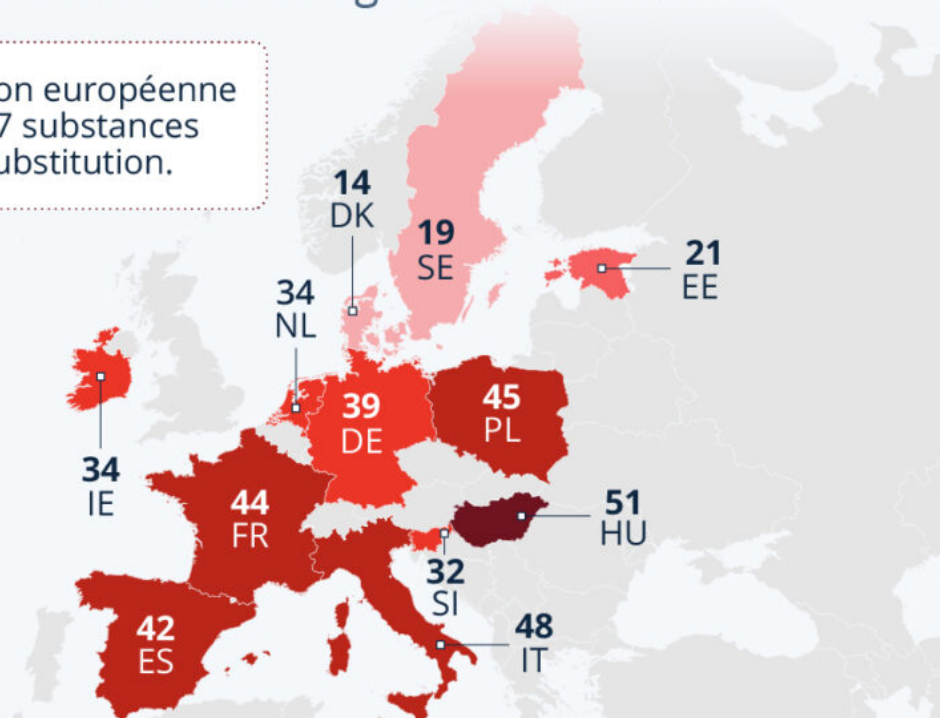 on européenne
7 substances
ubstitution.
14
DK
19
SE
21
EE
34
NL
39
DE
45
PL
34
IE
44
FR
51
HU
32
SI
42
ES
48
IT